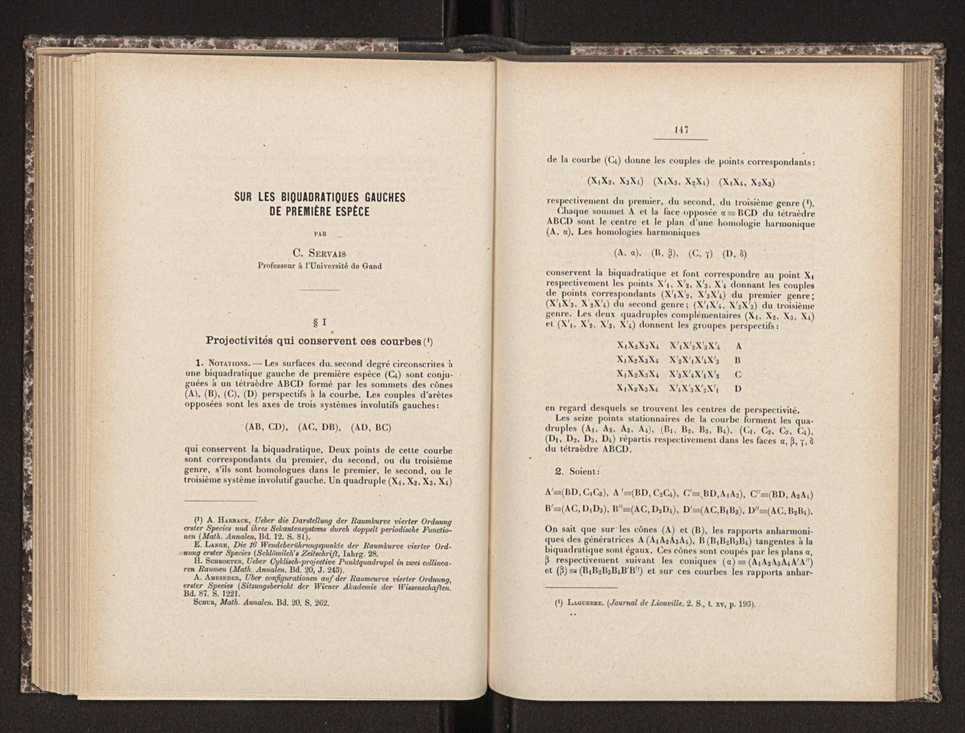 SUR LES BIQUADRATIQUES GAUCHES
DE PREMIÈRE ESPÈCE
PAR
C. SERVAIS
Professeur à l'Université de Gand
§ I
Projectivités qui conservent ces courbes (¹)
1. NOTATIONS. — Les surfaces du second degré circonscrites à
une biquadratique gauche de première espèce (C₄) sont conju-
guées à un tétraèdre ABCD formé par les sommets des cônes
(A), (B), (C), (D) perspectifs à la courbe. Les couples d'arètes
opposées sont les axes de trois systèmes involutifs gauches:
(AB, CD), (AC, DB), (AD, BC)
qui conservent la biquadratique. Deux points de cette courbe
sont correspondants du premier, du second, ou du troisième
genre, s'ils sont homologues dans le premier, le second, ou le
troisième système involutif gauche. Un quadruple (X₁, X₂, X₃, X₄)
(¹) A. HARNACK, Ueber die Darstellung der Raumkurve vierter Ordnung
erster Species und ihres Sekantensystems durch doppelt periodische Functio-
nen (Math. Annalen, Bd. 12. S. 81).
E. LANGE, Die 16 Wendeberührungspunkte der Raumkurve vierter Ord-
nung erster Species (Schlömilch's Zeitschrift, Iahrg. 28.
H. SCHROETER, Ueber Cyklisch-projective Punktquadrupel in zwei collinea-
ren Raumen (Math. Annalen. Bd. 20, J. 243).
A. AMESEDER, Uber configurationen auf der Raumcurve vierter Ordnung,
erster Species (Sitzungsbericht der Wiener Akademie der Wissenschaften.
Bd. 87. S. 1221.
SCHUR, Math. Annalen. Bd. 20, S. 262.
147
de la courbe (C₄) donne les couples de points correspondants:
(X₁X₂, X₃X₄) (X₁X₃, X₂X₄) (X₁X₄, X₂X₃)
respectivement du premier, du second, du troisième genre (¹).
Chaque sommet A et la face opposée α ≡ BCD du tétraèdre
ABCD sont le centre et le plan d'une homologie harmonique
(A, α). Les homologies harmoniques
(A, α), (B, β), (C, γ) (D, δ)
conservent la biquadratique et font correspondre au point X₁
respectivement les points X'₁, X'₂, X'₃, X'₄ donnant les couples
de points correspondants (X'₁X'₂, X'₃X'₄) du premier genre;
(X'₁X'₃, X'₂X'₄) du second genre; (X'₁X'₄, X'₂X'₃) du troisième
genre. Les deux quadruples complémentaires (X₁, X₂, X₃, X₄)
et (X'₁, X'₂, X'₃, X'₄) donnent les groupes perspectifs:
X₁X₂X₃X₄ X'₁X'₂X'₃X'₄ A
X₁X₂X₃X₄ X'₂X'₁X'₄X'₃ B
X₁X₂X₃X₄ X'₃X'₄X'₁X'₂ C
X₁X₂X₃X₄ X'₄X'₃X'₂X'₁ D
en regard desquels se trouvent les centres de perspectivité.
Les seize points stationnaires de la courbe forment les qua-
druples (A₁, A₂, A₃, A₄), (B₁, B₂, B₃, B₄), (C₁, C₂, C₃, C₄),
(D₁, D₂, D₃, D₄) répartis respectivement dans les faces α, β, γ, δ
du tétraèdre ABCD.
2. Soient:
A'≡(BD, C₁C₃), A''≡(BD, C₂C₄), C'≡(BD, A₁A₂), C''≡(BD, A₃A₄)
B'≡(AC, D₁D₃), B''≡(AC, D₂D₄), D'≡(AC, B₁B₃), D''≡(AC, B₂B₄).
On sait que sur les cônes (A) et (B), les rapports anharmoni-
ques des génératrices A (A₁A₂A₃A₄), B (B₁B₂B₃B₄) tangentes à la
biquadratique sont égaux. Ces cônes sont coupés par les plans α,
β respectivement suivant les coniques (α) ≡ (A₁A₂A₃A₄A'A'')
et (β) ≡ (B₁B₂B₃B₄B'B'') et sur ces courbes les rapports anhar-
(¹) LAGUERRE. (Journal de Liouville. 2. S., t. xv, p. 193).